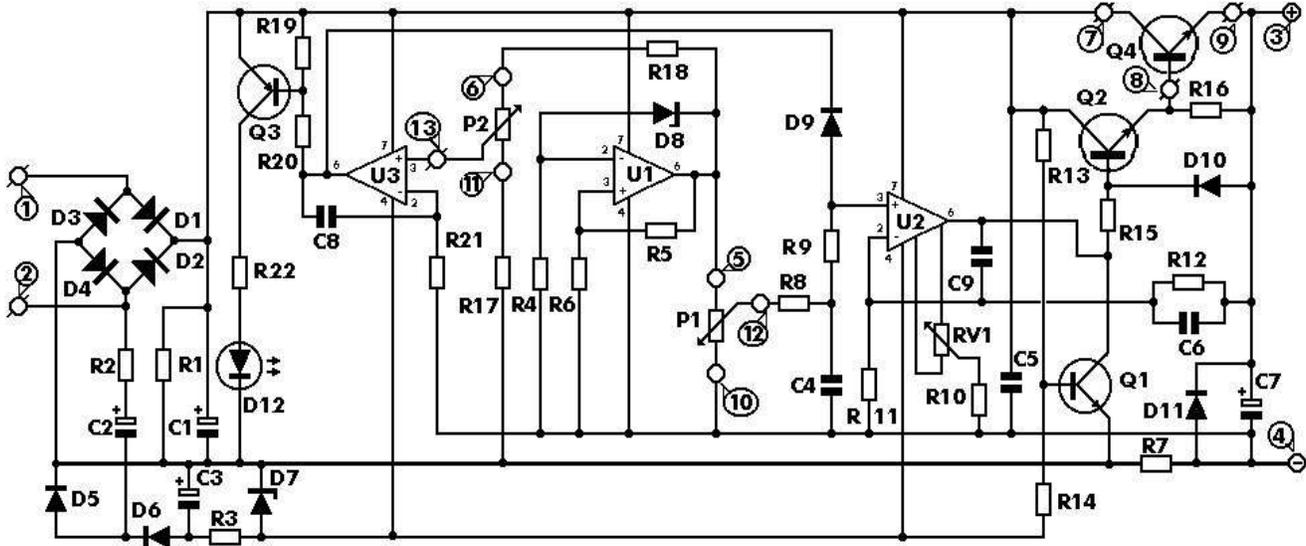 R19
R18
7
9
3
+
Q4
8
R16
6
Q2
Q3
13
P2
D8
D9
R20
7
+
3
6
U3
-
4
2
11
7
2
-
U1
6
3
+
4
R13
D10
1
D3
D1
C8
R21
R5
7
3
+
U2
6
2
-
4
R15
D4
D2
R22
R17
R4
R6
5
R8
R9
C9
R12
2
P1
12
RV1
C6
R2
R1
D12
10
C4
R 11
R10
C5
Q1
D11
C7
+
+
C2
+
C1
R7
4
-
D5
D6
+
C3
R3
D7
R14